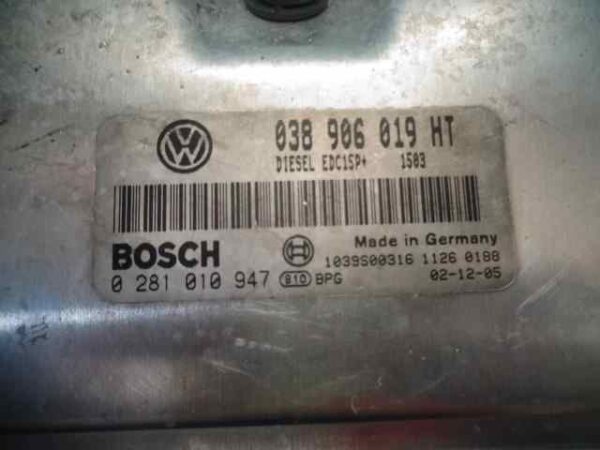 038 906 019 HT
DIESEL EDC15P+ 1503
BOSCH
Made in Germany
1039S00316 1126 0188
0 281 010 947 810 BPG 02-12-05